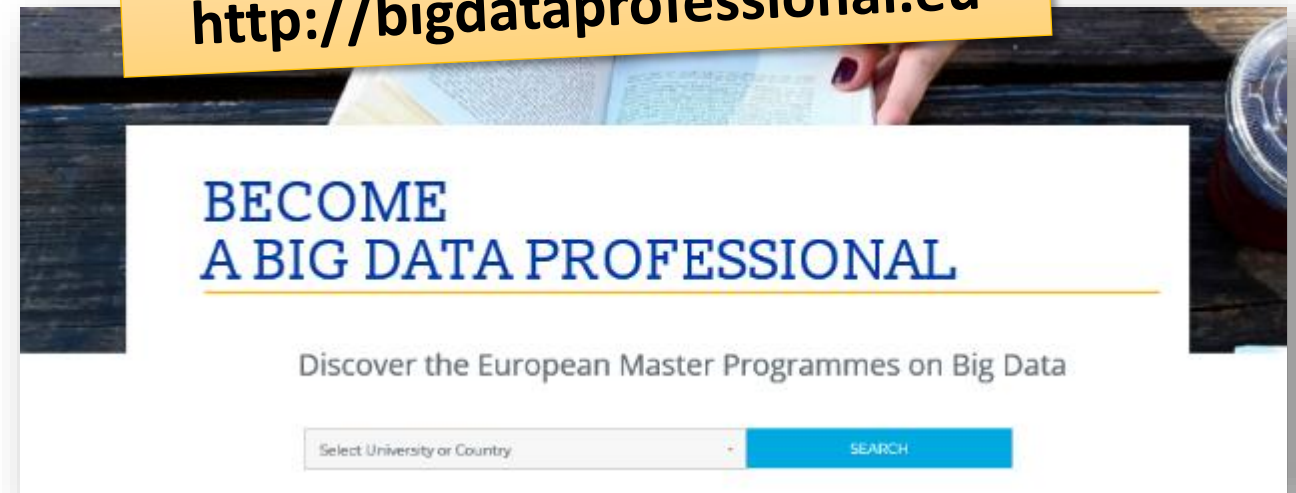 http://bigdataprofessional.eu
BECOME
A BIG DATA PROFESSIONAL
Discover the European Master Programmes on Big Data
Select University or Country
SEARCH